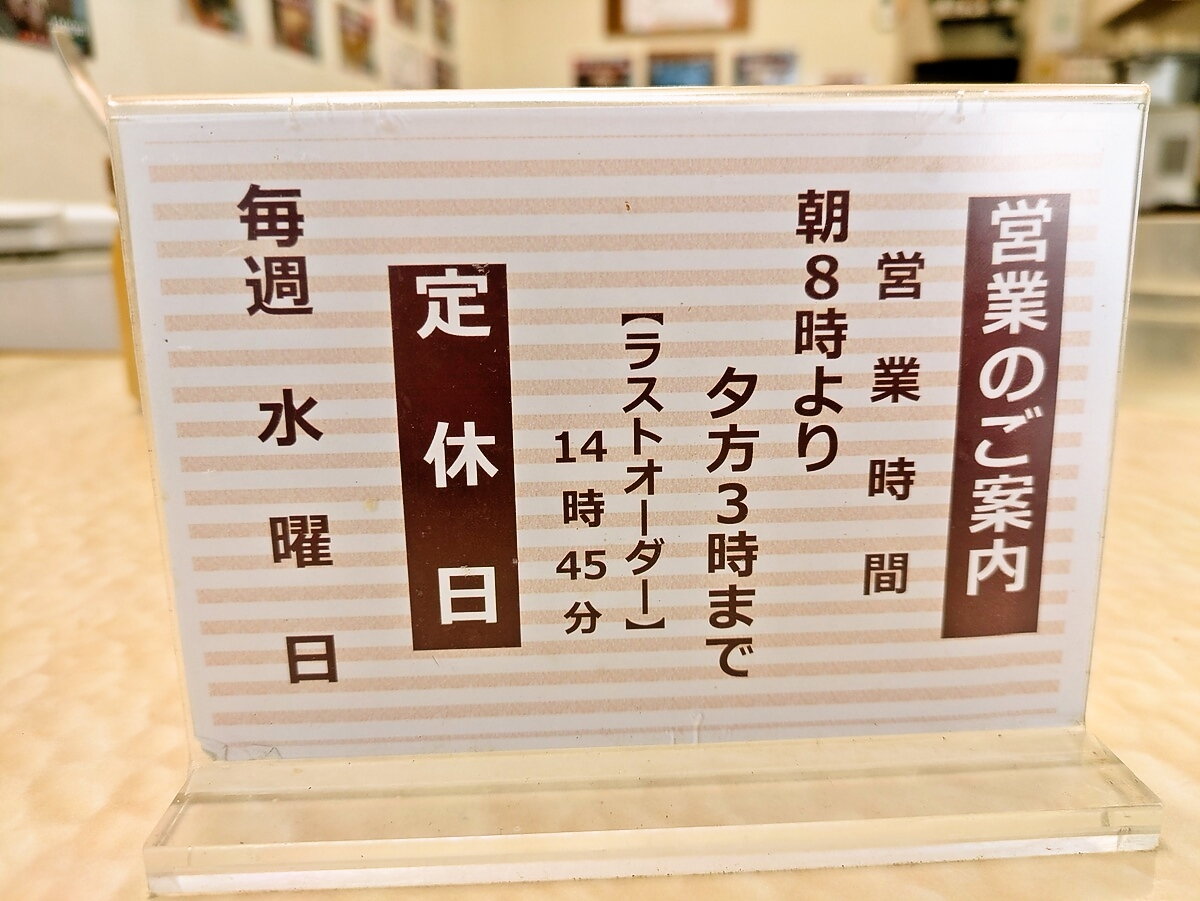 営業のご案内
営業時間
朝8時より
夕方3時まで
【ラストオーダー】
14時45分
定休日
毎週 水曜日